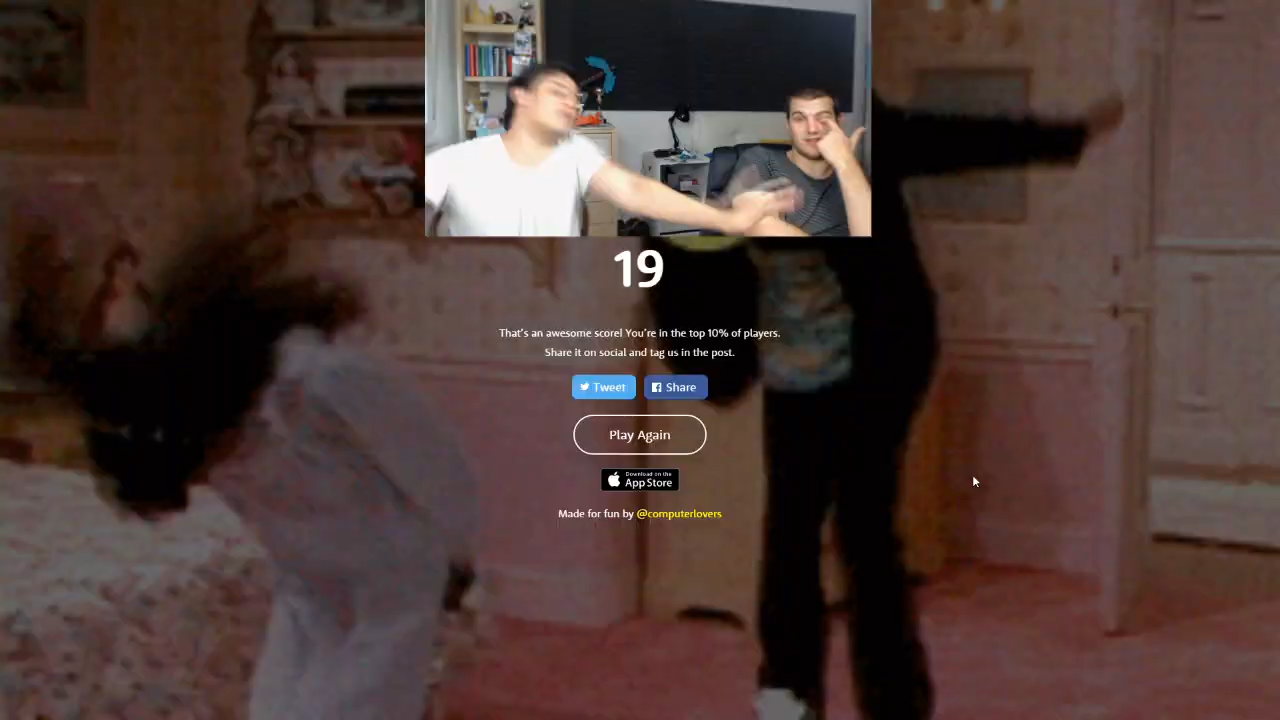 19
That's an awesome score! You're in the top 10% of players.
Share it on social and tag us in the post.
Tweet
Share
Play Again
Download on the
App Store
Made for fun by @computerlovers